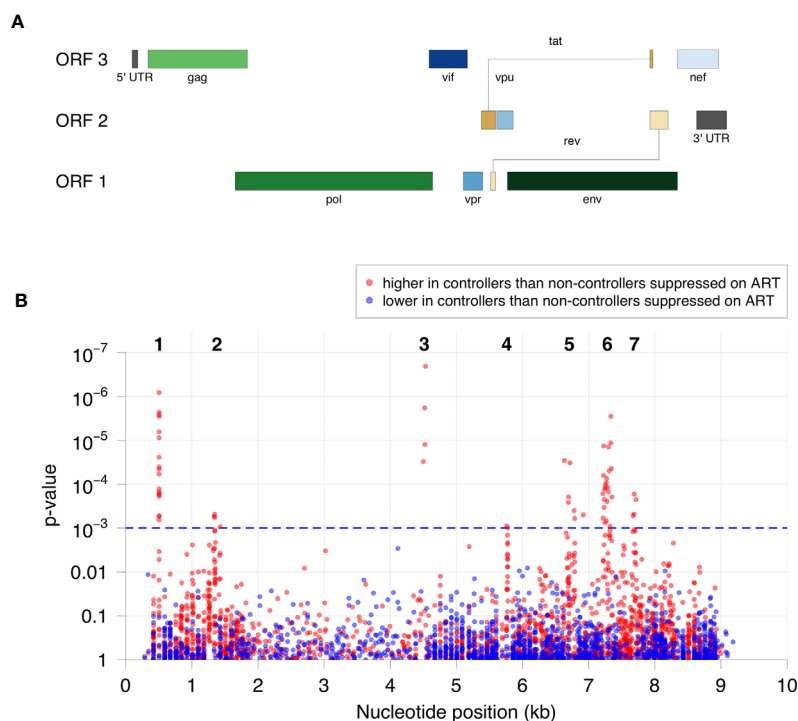 A
tat
ORF 3
5' UTR
gag
vif
vpu
nef
ORF 2
3' UTR
rev
ORF 1
pol
vpr
env
higher in controllers than non-controllers suppressed on ART
lower in controllers than non-controllers suppressed on ART
B
1 2 3 4 5 6 7
10⁻⁷
10⁻⁶
10⁻⁵
10⁻⁴
10⁻³
0.01
0.1
1
p-value
0 1 2 3 4 5 6 7 8 9 10
Nucleotide position (kb)